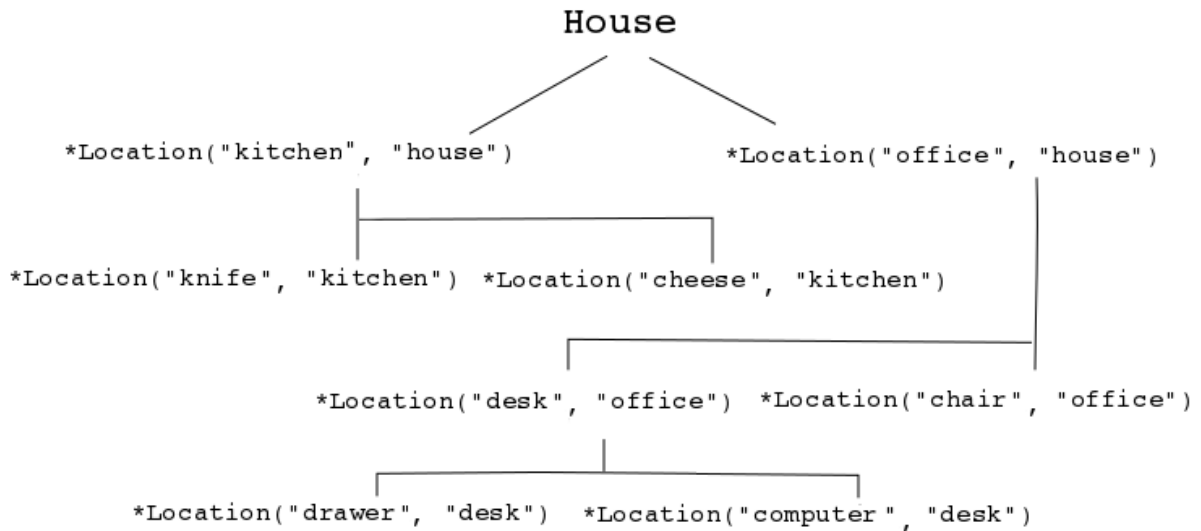 House
*Location("kitchen", "house")
*Location("office", "house")
*Location("knife", "kitchen")
*Location("cheese", "kitchen")
*Location("desk", "office")
*Location("chair", "office")
*Location("drawer", "desk")
*Location("computer", "desk")